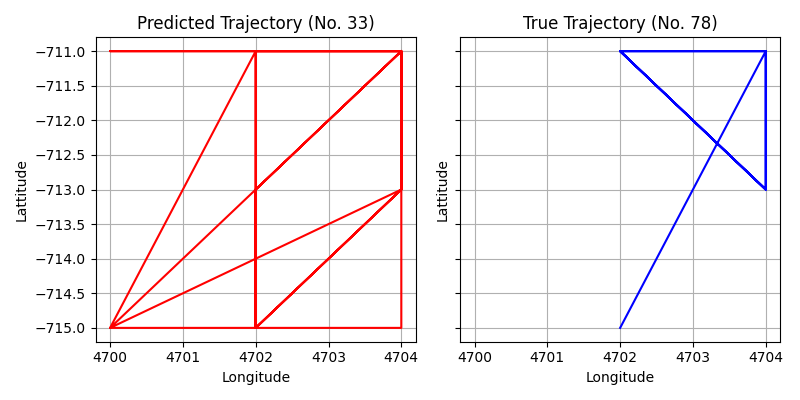 Predicted Trajectory (No. 33)
True Trajectory (No. 78)
−711.0
−711.5
−712.0
−712.5
−713.0
−713.5
−714.0
−714.5
−715.0
Lattitude
Lattitude
4700 4701 4702 4703 4704
4700 4701 4702 4703 4704
Longitude
Longitude